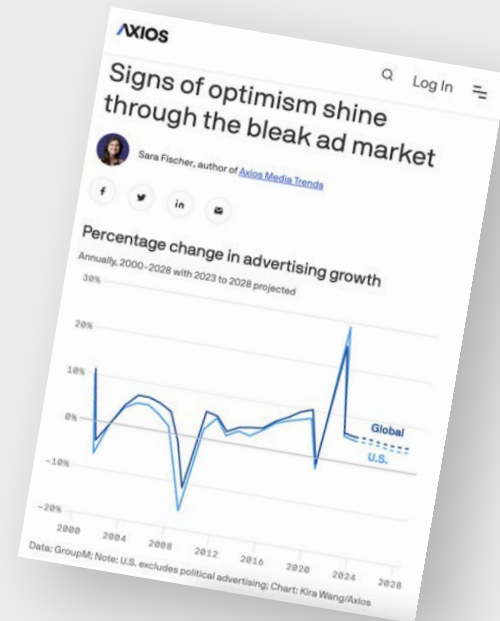 AXIOS
Log In
Signs of optimism shine
through the bleak ad market
Sara Fischer, author of Axios Media Trends
Percentage change in advertising growth
Annually, 2000-2028 with 2023 to 2028 projected
30%
20%
10%
0%
-10%
-20%
Global
U.S.
2000 2004 2008 2012 2016 2020 2024 2028
Data: GroupM; Note: U.S. excludes political advertising; Chart: Kira Wang/Axios